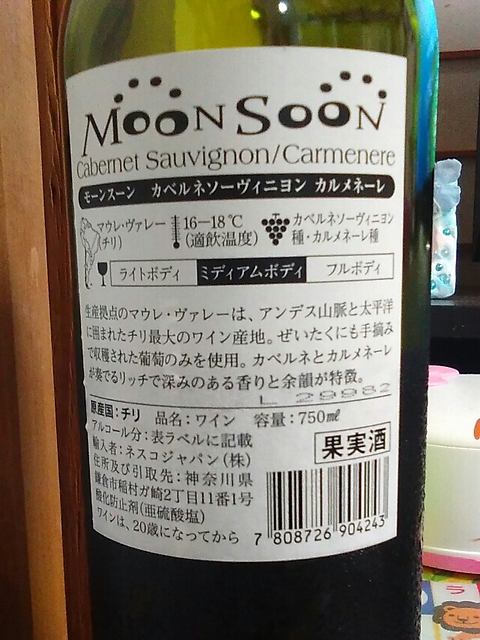 MOON SOON
Cabernet Sauvignon/Carmenere
モーンスーン カベルネソーヴィニヨン カルメネーレ
マウレ・ヴァレー
(チリ)
16-18℃
(適飲温度)
カベルネソーヴィニヨン
種・カルメネーレ種
ライトボディ ミディアムボディ フルボディ
生産拠点のマウレ・ヴァレーは、アンデス山脈と太平洋
に囲まれたチリ最大のワイン産地。ぜいたくにも手摘み
で収穫された葡萄のみを使用。カベルネとカルメネーレ
が奏でるリッチで深みのある香りと余韻が特徴。
L 29982
原産国:チリ 品名:ワイン 容量:750㎖
アルコール分:表ラベルに記載
輸入者:ネスコジャパン(株)
住所及び引取先:神奈川県
鎌倉市稲村ガ崎2丁目11番1号
酸化防止剤(亜硫酸塩)
ワインは、20歳になってから
果実酒
7 808726 904243